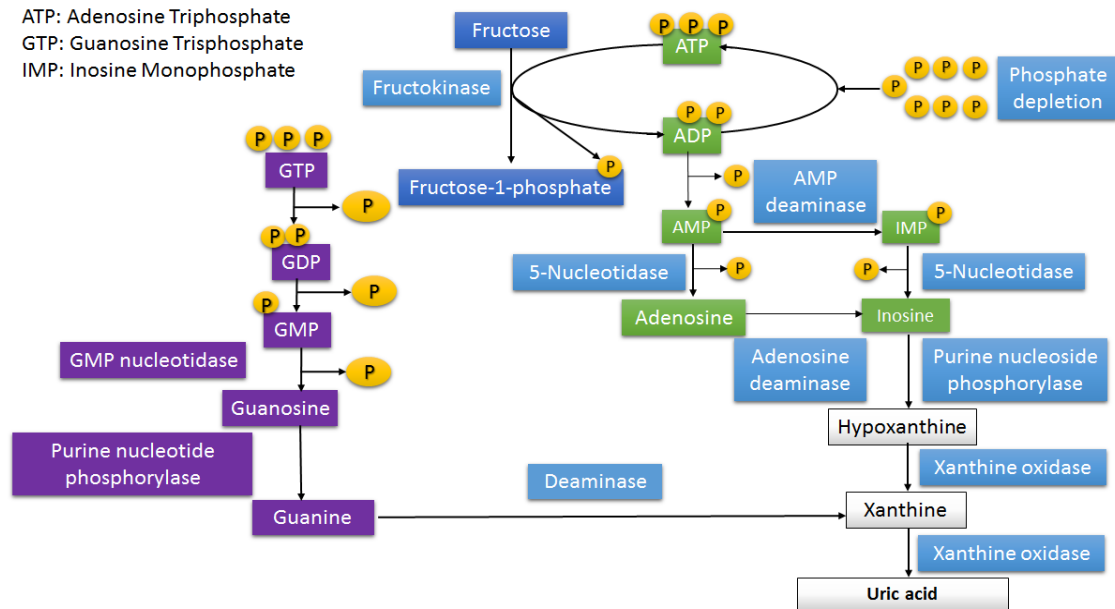 ATP: Adenosine Triphosphate
GTP: Guanosine Trisphosphate
IMP: Inosine Monophosphate
Fructose
P P P
ATP
Fructokinase
P P P
P
P P P
Phosphate
depletion
P P
ADP
P P P
GTP
P
Fructose-1-phosphate
P
P
AMP
deaminase
P
P P
GDP
P
AMP
P
IMP
5-Nucleotidase
P
P
5-Nucleotidase
P
P
GMP
Adenosine
Inosine
GMP nucleotidase
P
Adenosine
deaminase
Purine nucleoside
phosphorylase
Guanosine
Hypoxanthine
Purine nucleotide
phosphorylase
Xanthine oxidase
Deaminase
Guanine
Xanthine
Xanthine oxidase
Uric acid